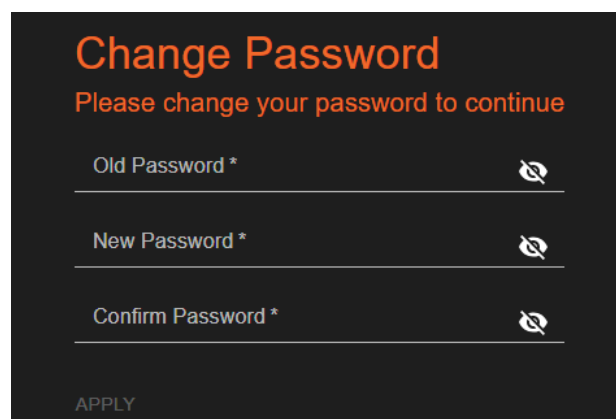 Change Password
Please change your password to continue
Old Password *
New Password *
Confirm Password *
APPLY